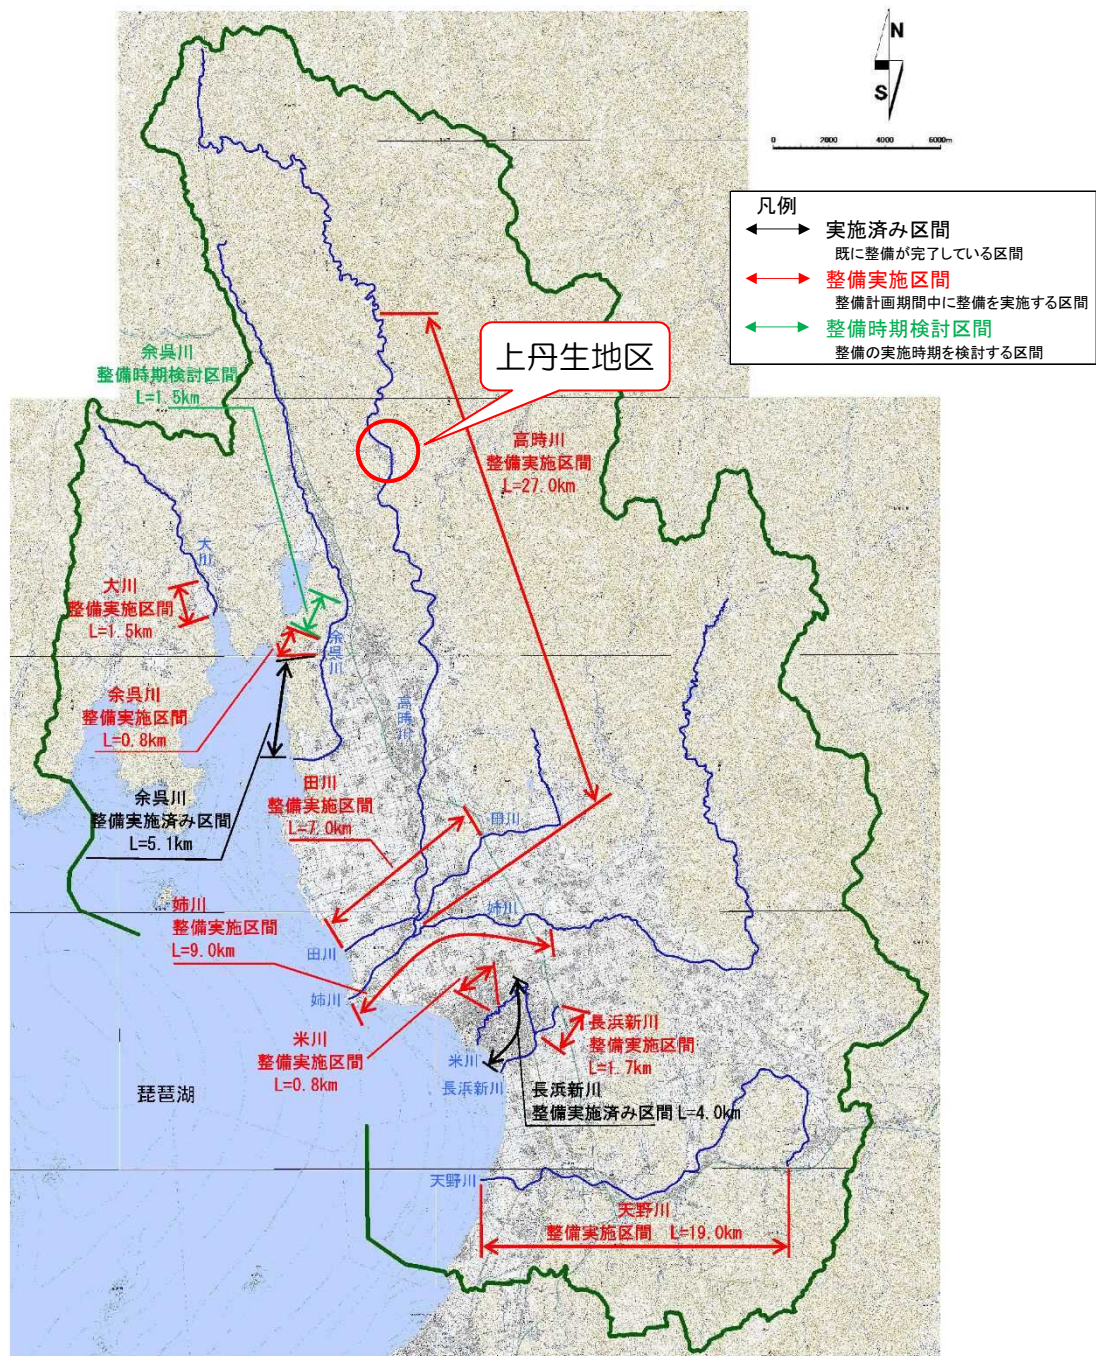 N
S
0 2000 4000 6000m
凡例
実施済み区間
既に整備が完了している区間
整備実施区間
整備計画期間中に整備を実施する区間
整備時期検討区間
整備の実施時期を検討する区間
上丹生地区
余呉川
整備時期検討区間
L=1.5km
高時川
整備実施区間
L=27.0km
大川
大川
整備実施区間
L=1.5km
余呉川
余呉川
整備実施区間
L=0.8km
高時川
余呉川
整備実施済み区間
L=5.1km
田川
整備実施区間
L=7.0km
田川
姉川
姉川
整備実施区間
L=9.0km
田川
姉川
米川
整備実施区間
L=0.8km
米川
長浜新川
長浜新川
整備実施区間
L=1.7km
長浜新川
整備実施済み区間 L=4.0km
琵琶湖
天野川
天野川
整備実施区間 L=19.0km